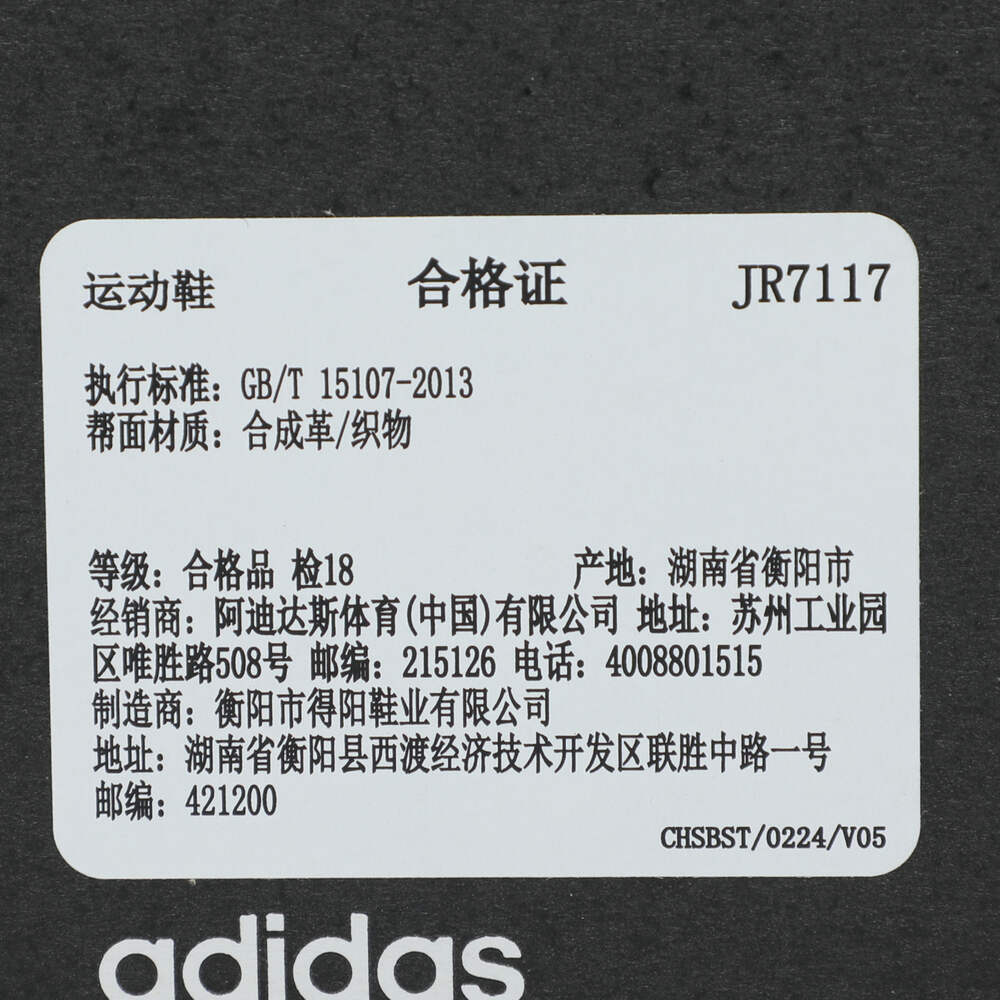 运动鞋 合格证 JR7117
执行标准：GB/T 15107-2013
帮面材质：合成革/织物
等级：合格品 检18 产地：湖南省衡阳市
经销商：阿迪达斯体育(中国)有限公司 地址：苏州工业园
区唯胜路508号 邮编：215126 电话：4008801515
制造商：衡阳市得阳鞋业有限公司
地址：湖南省衡阳县西渡经济技术开发区联胜中路一号
邮编：421200
CHSBST/0224/V05
adidas